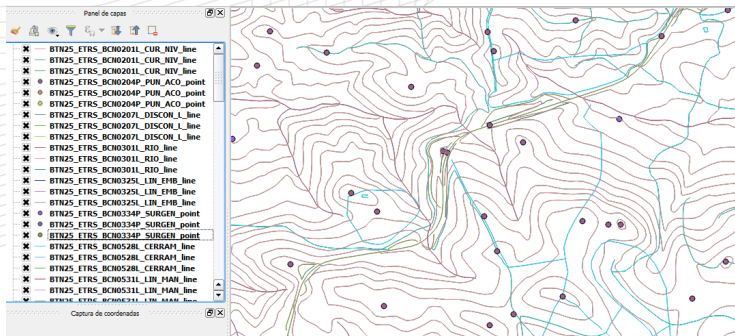 Panel de capas
BTN25_ETRS_BCN0201L_CUR_NIV_line
BTN25_ETRS_BCN0201L_CUR_NIV_line
BTN25_ETRS_BCN0201L_CUR_NIV_line
BTN25_ETRS_BCN0204P_PUN_ACO_point
BTN25_ETRS_BCN0204P_PUN_ACO_point
BTN25_ETRS_BCN0204P_PUN_ACO_point
BTN25_ETRS_BCN0207L_DISCON_L_line
BTN25_ETRS_BCN0207L_DISCON_L_line
BTN25_ETRS_BCN0207L_DISCON_L_line
BTN25_ETRS_BCN0301L_RIO_line
BTN25_ETRS_BCN0301L_RIO_line
BTN25_ETRS_BCN0301L_RIO_line
BTN25_ETRS_BCN0325L_LIN_EMB_line
BTN25_ETRS_BCN0325L_LIN_EMB_line
BTN25_ETRS_BCN0325L_LIN_EMB_line
BTN25_ETRS_BCN0334P_SURGEN_point
BTN25_ETRS_BCN0334P_SURGEN_point
BTN25_ETRS_BCN0334P_SURGEN_point
BTN25_ETRS_BCN0528L_CERRAM_line
BTN25_ETRS_BCN0528L_CERRAM_line
BTN25_ETRS_BCN0528L_CERRAM_line
BTN25_ETRS_BCN0531L_LIN_MAN_line
BTN25_ETRS_BCN0531L_LIN_MAN_line
BTN25_ETRS_BCN0531L_LIN_MAN_line
Captura de coordenadas